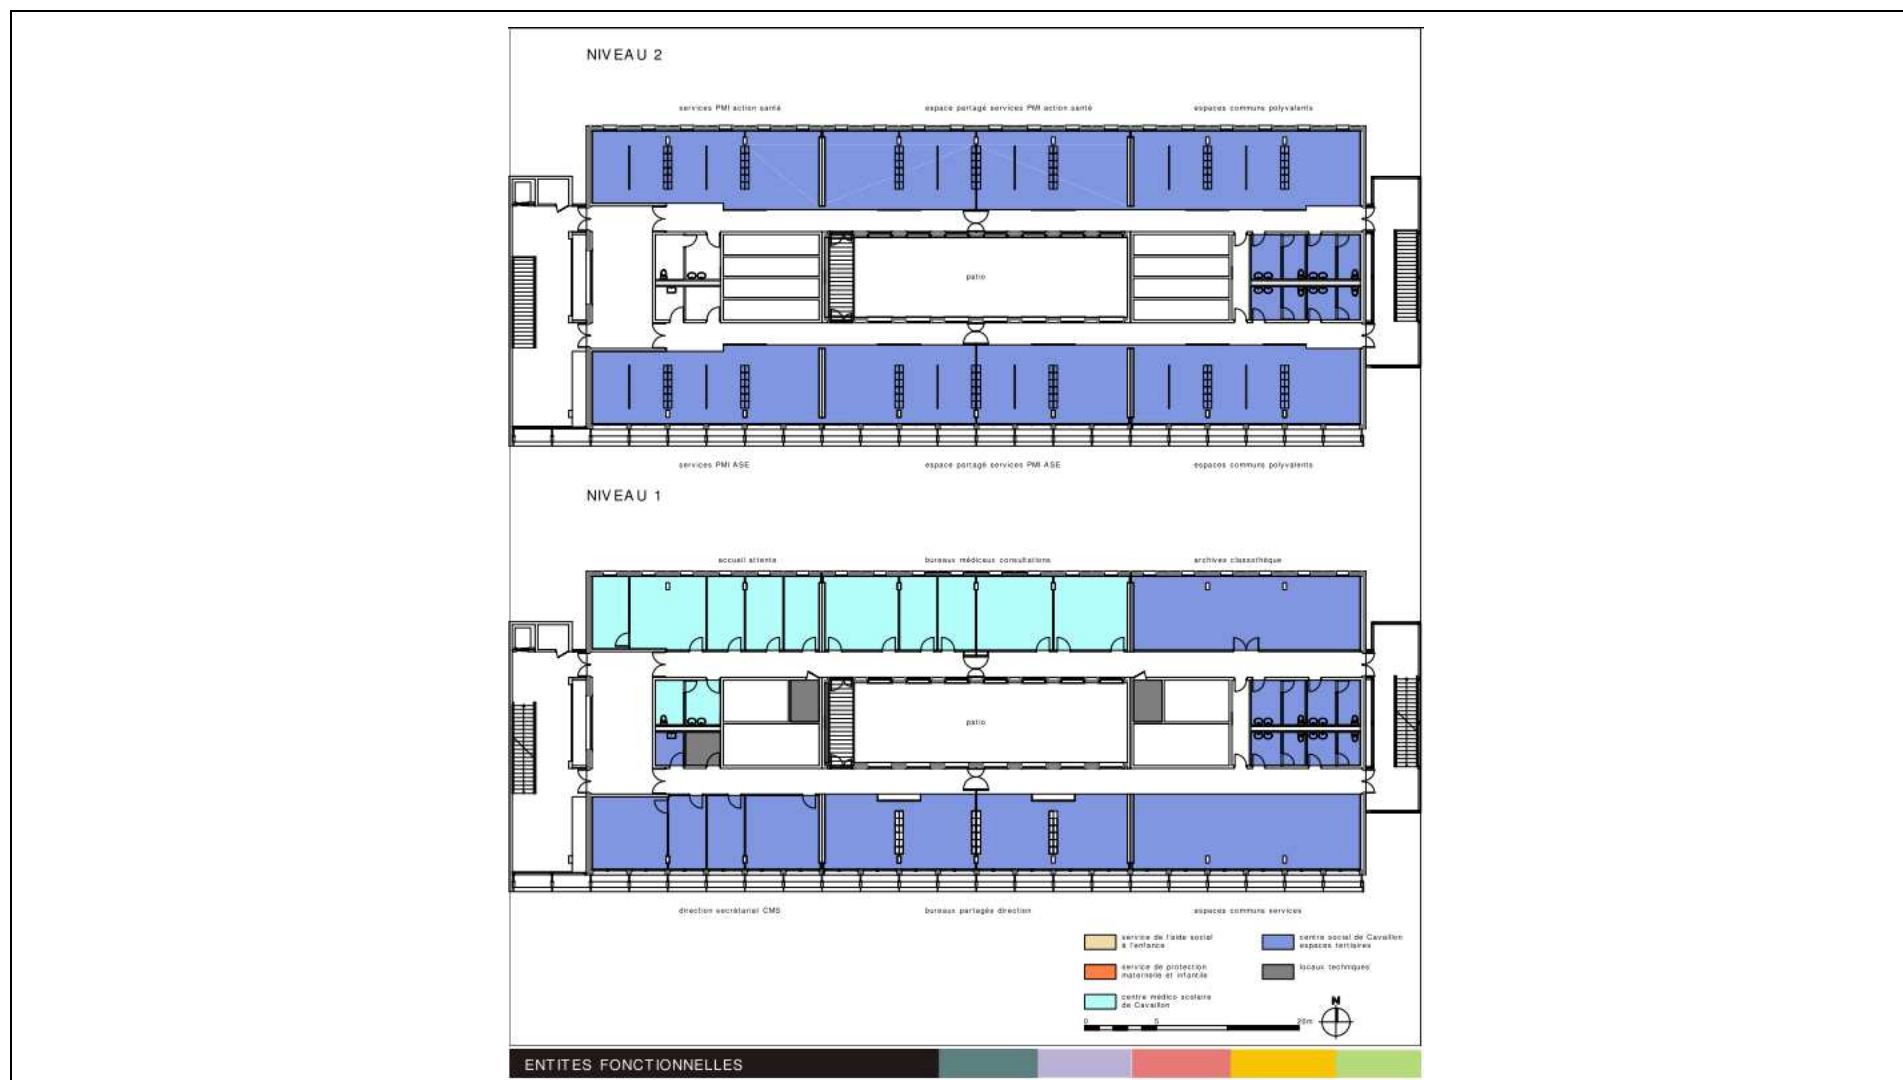 NIVEAU 2
services PMI action santé
espace partagé services PMI action santé
espaces communs polyvalents
patio
services PMI ASE
espace partagé services PMI ASE
espaces communs polyvalents
NIVEAU 1
accueil attente
bureaux médicaux consultations
archives classothèque
patio
direction secrétariat CMS
bureaux partagés direction
espaces communs services
service de l'aide social
à l'enfance
centre social de Cavaillon
espaces tertiaires
service de protection
maternelle et infantile
locaux techniques
centre médico scolaire
de Cavaillon
N
0 5 20m
ENTITES FONCTIONNELLES